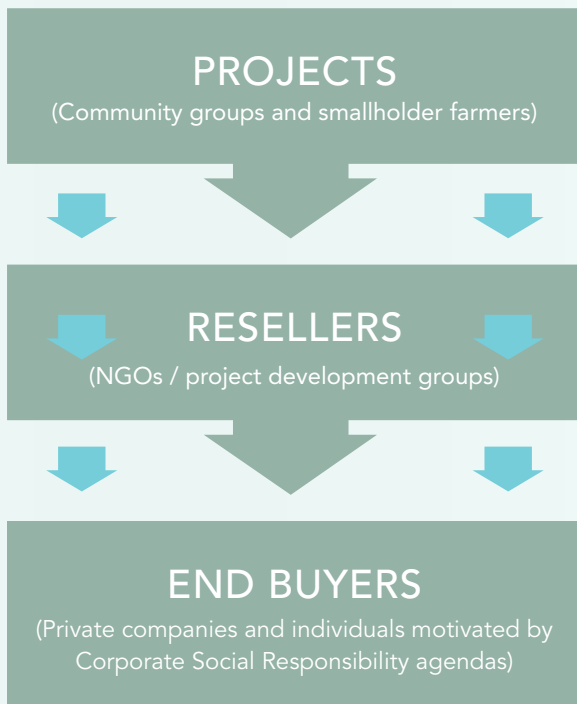 PROJECTS
(Community groups and smallholder farmers)
RESELLERS
(NGOs / project development groups)
END BUYERS
(Private companies and individuals motivated by
Corporate Social Responsibility agendas)